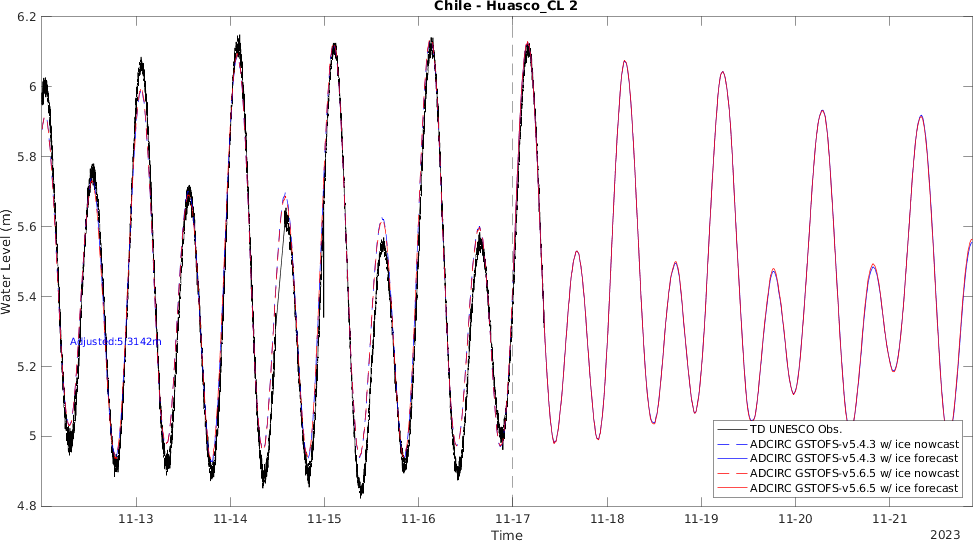 Chile - Huasco_CL 2
Water Level (m)
6.2
6
5.8
5.6
5.4
5.2
5
4.8
Adjusted:5.3142m
TD UNESCO Obs.
ADCIRC GSTOFS-v5.4.3 w/ ice nowcast
ADCIRC GSTOFS-v5.4.3 w/ ice forecast
ADCIRC GSTOFS-v5.6.5 w/ ice nowcast
ADCIRC GSTOFS-v5.6.5 w/ ice forecast
11-13 11-14 11-15 11-16 11-17 11-18 11-19 11-20 11-21
Time
2023